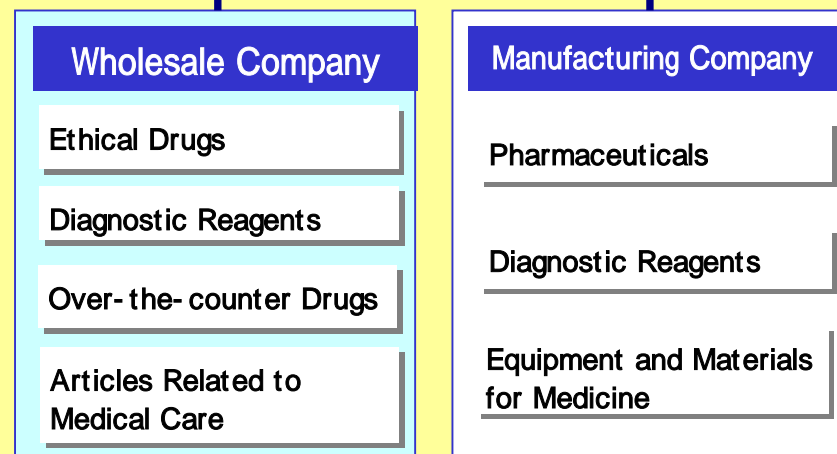 Wholesale Company
Ethical Drugs
Diagnostic Reagents
Over-the-counter Drugs
Articles Related to
Medical Care
Manufacturing Company
Pharmaceuticals
Diagnostic Reagents
Equipment and Materials
for Medicine